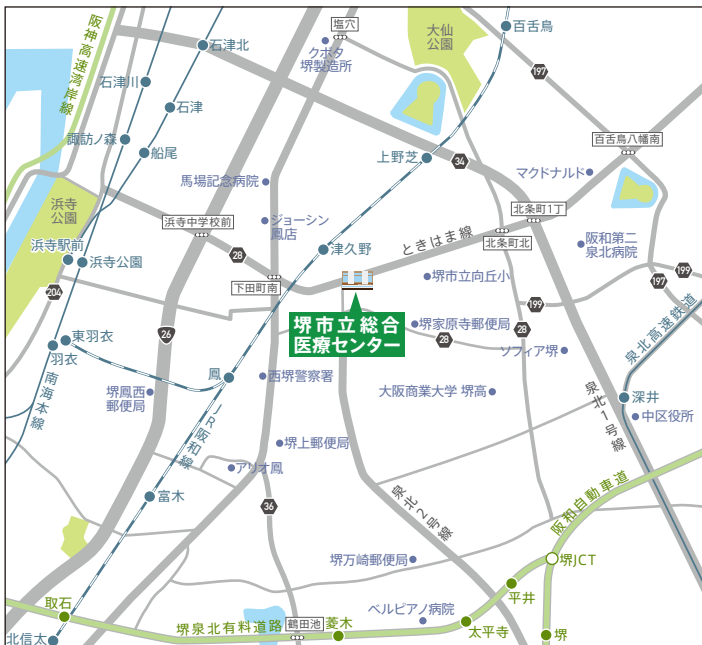 塩穴
大仙
公園
百舌鳥
阪神高速湾岸線
石津北
クボタ
堺製造所
石津川
197
石津
諏訪ノ森
船尾
百舌鳥八幡南
上野芝
34
馬場記念病院
マクドナルド
浜寺
公園
浜寺中学校前
ジョーシン
鳳店
北条町1丁
ときはま線
北条町北
阪和第二
泉北病院
浜寺駅前
浜寺公園
28
津久野
下田町南
堺市立向丘小
199
197
204
199
堺市立総合
医療センター
堺家原寺郵便局
28
28
26
東羽衣
羽衣
ソフィア堺
泉北高速鉄道
南海本線
堺鳳西
郵便局
鳳
西堺警察署
大阪商業大学 堺高
深井
中区役所
JR阪和線
泉北1号線
堺上郵便局
アリオ鳳
富木
36
泉北2号線
阪和自動車道
堺万崎郵便局
堺JCT
取石
平井
ベルピアノ病院
堺泉北有料道路
鶴田池
菱木
太平寺
堺
北信太